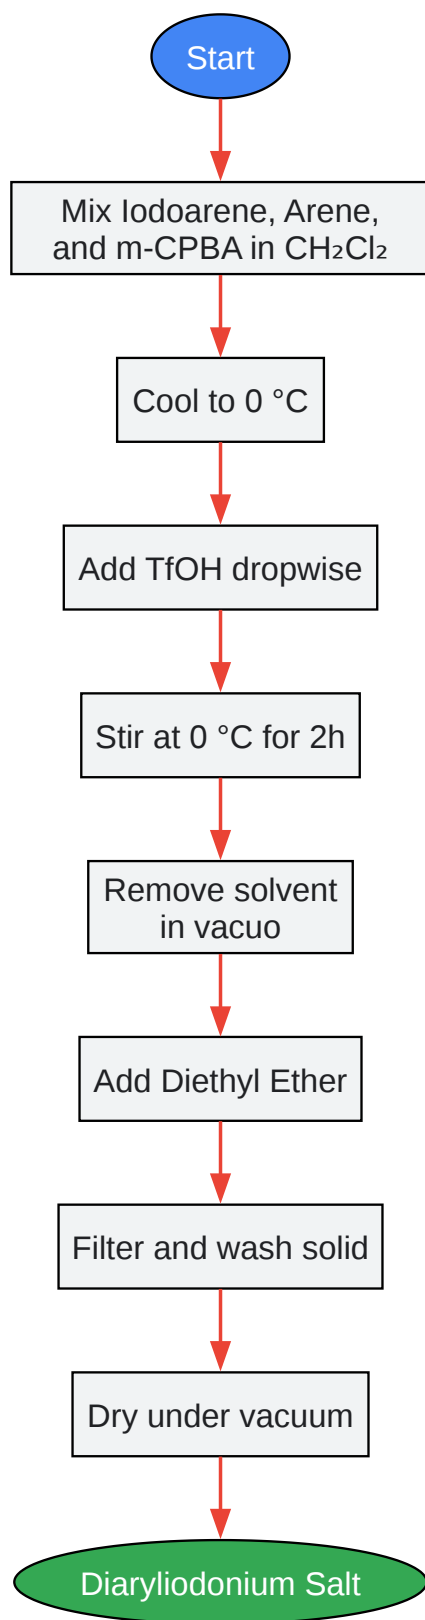 Start
Mix Iodoarene, Arene,
and m-CPBA in CH₂Cl₂
Cool to 0 °C
Add TfOH dropwise
Stir at 0 °C for 2h
Remove solvent
in vacuo
Add Diethyl Ether
Filter and wash solid
Dry under vacuum
Diaryliodonium Salt